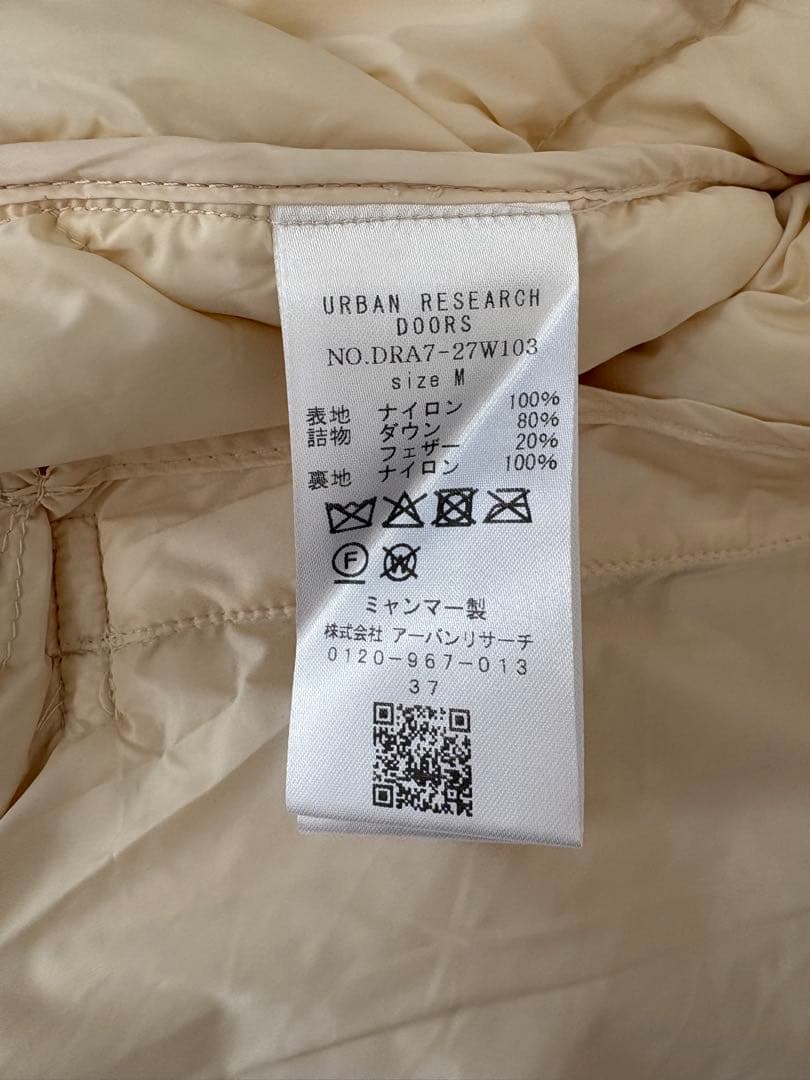 URBAN RESEARCH
DOORS
NO.DRA7-27W103
size M
表地 ナイロン 100%
詰物 ダウン 80%
フェザー 20%
裏地 ナイロン 100%
F
W
ミャンマー製
株式会社 アーバンリサーチ
0120-967-013
37